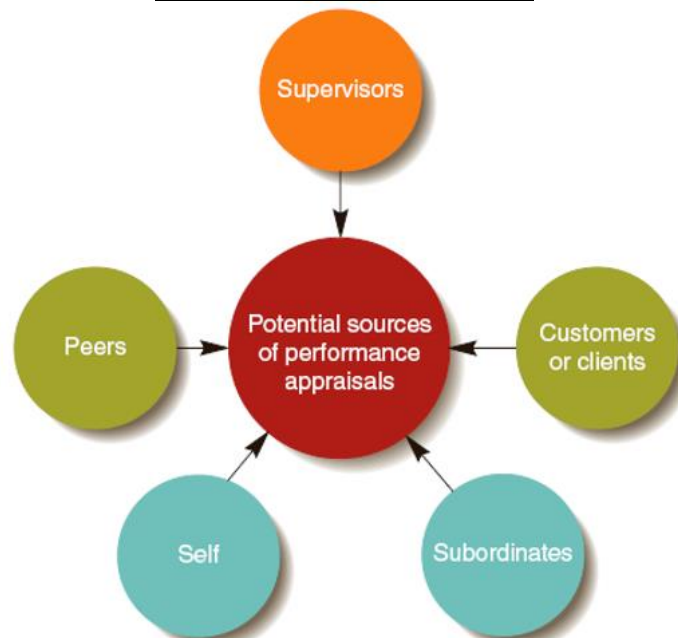 Supervisors
Peers
Potential sources
of performance
appraisals
Customers
or clients
Self
Subordinates